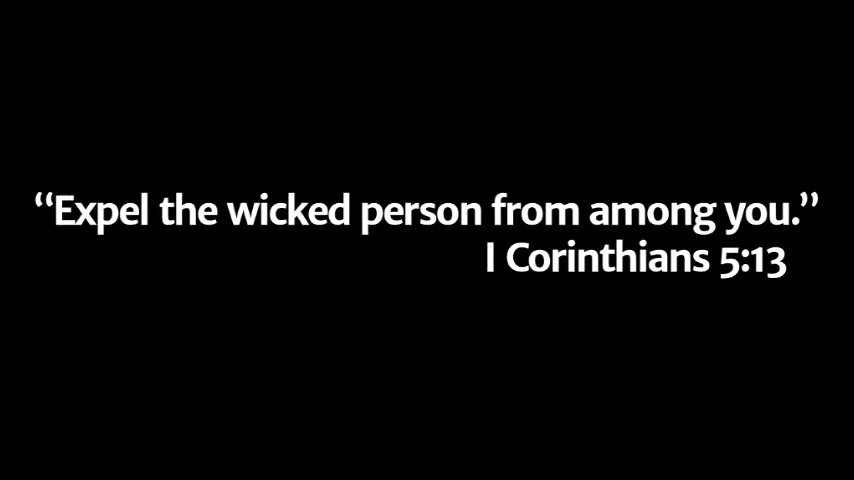 “Expel the wicked person from among you.”
I Corinthians 5:13